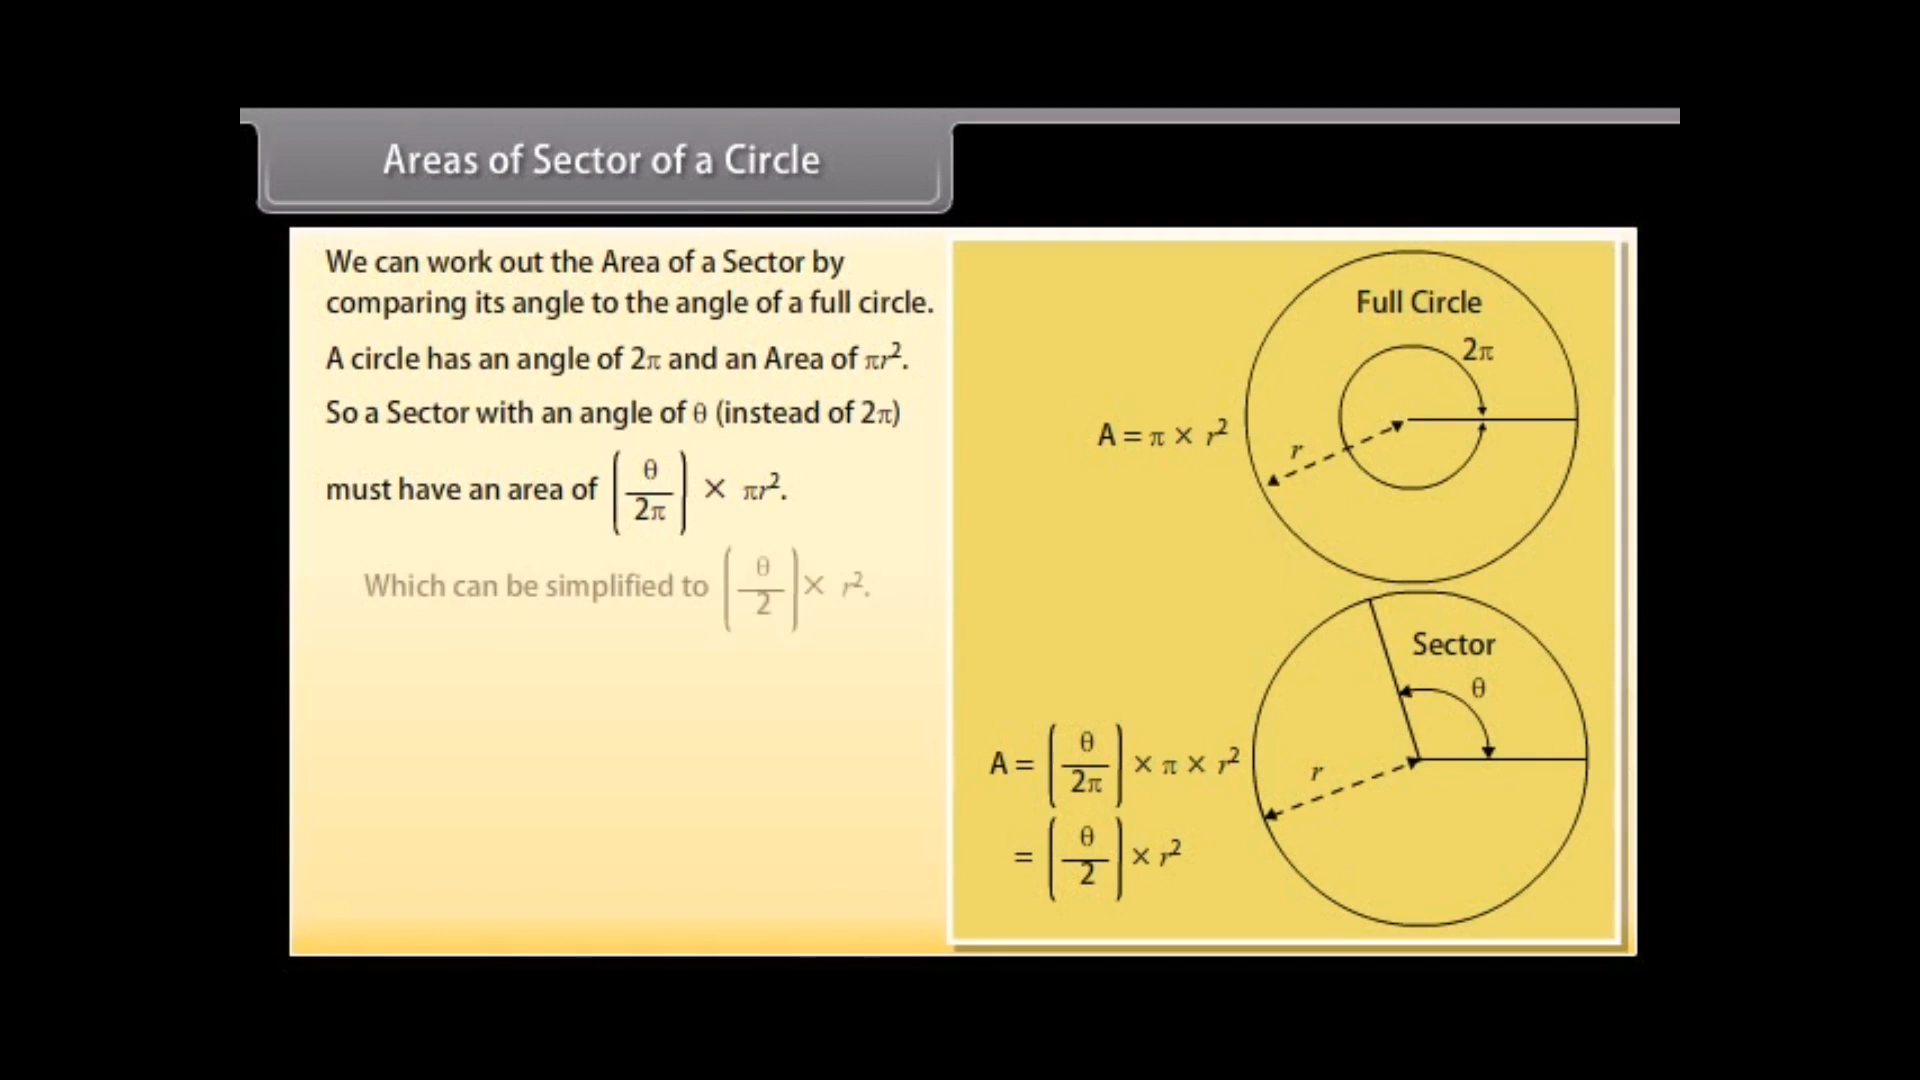 Areas of Sector of a Circle
We can work out the Area of a Sector by
comparing its angle to the angle of a full circle.
A circle has an angle of 2π and an Area of πr².
So a Sector with an angle of θ (instead of 2π)
must have an area of (θ/2π) × πr².
Which can be simplified to (θ/2) × r².
Full Circle
2π
A = π × r²
r
Sector
θ
A = (θ/2π) × π × r²
r
= (θ/2) × r²